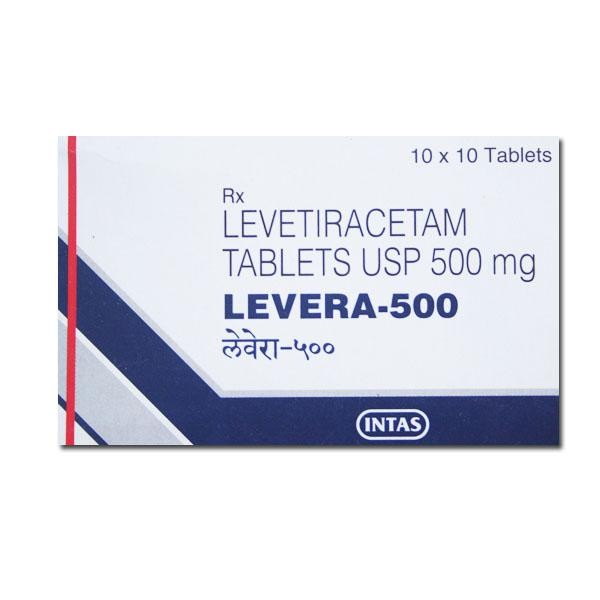 10 x 10 Tablets
Rx
LEVETIRACETAM
TABLETS USP 500 mg
LEVERA-500
लेवेरा-५००
INTAS